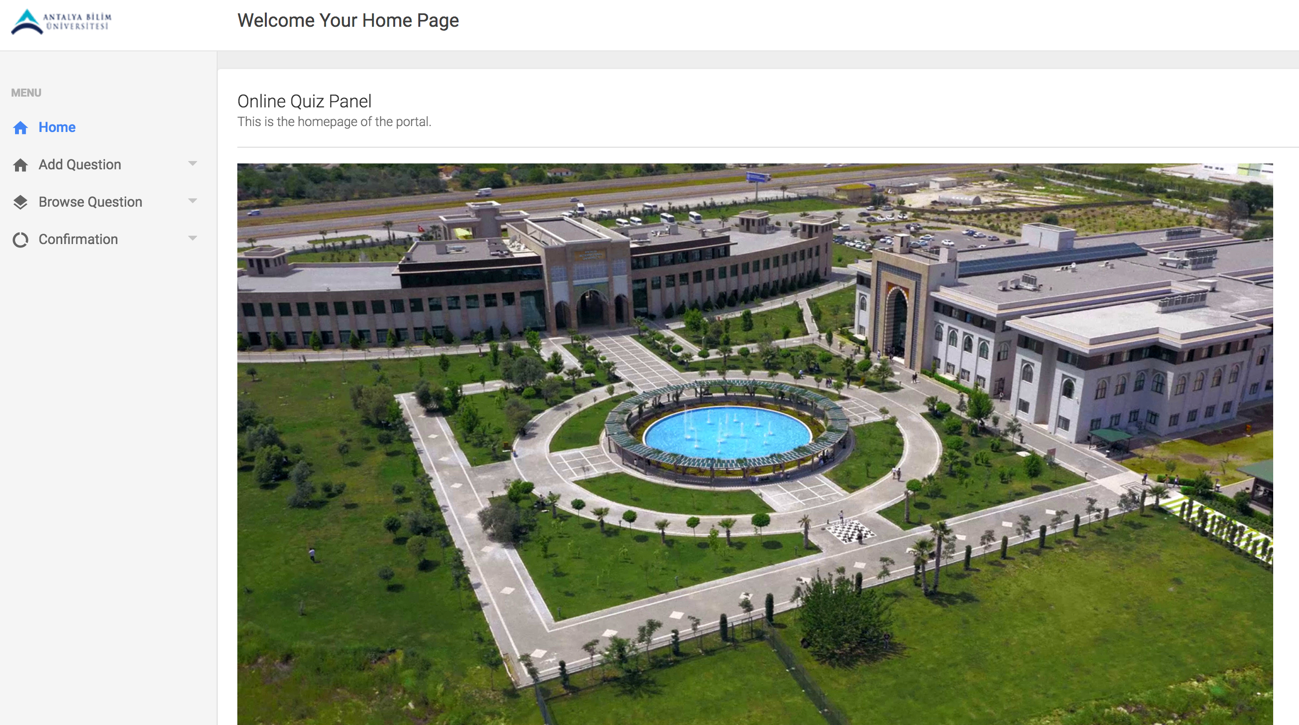 ANTALYA BİLİM
ÜNİVERSİTESİ
Welcome Your Home Page
MENU
Home
Add Question
Browse Question
Confirmation
Online Quiz Panel
This is the homepage of the portal.